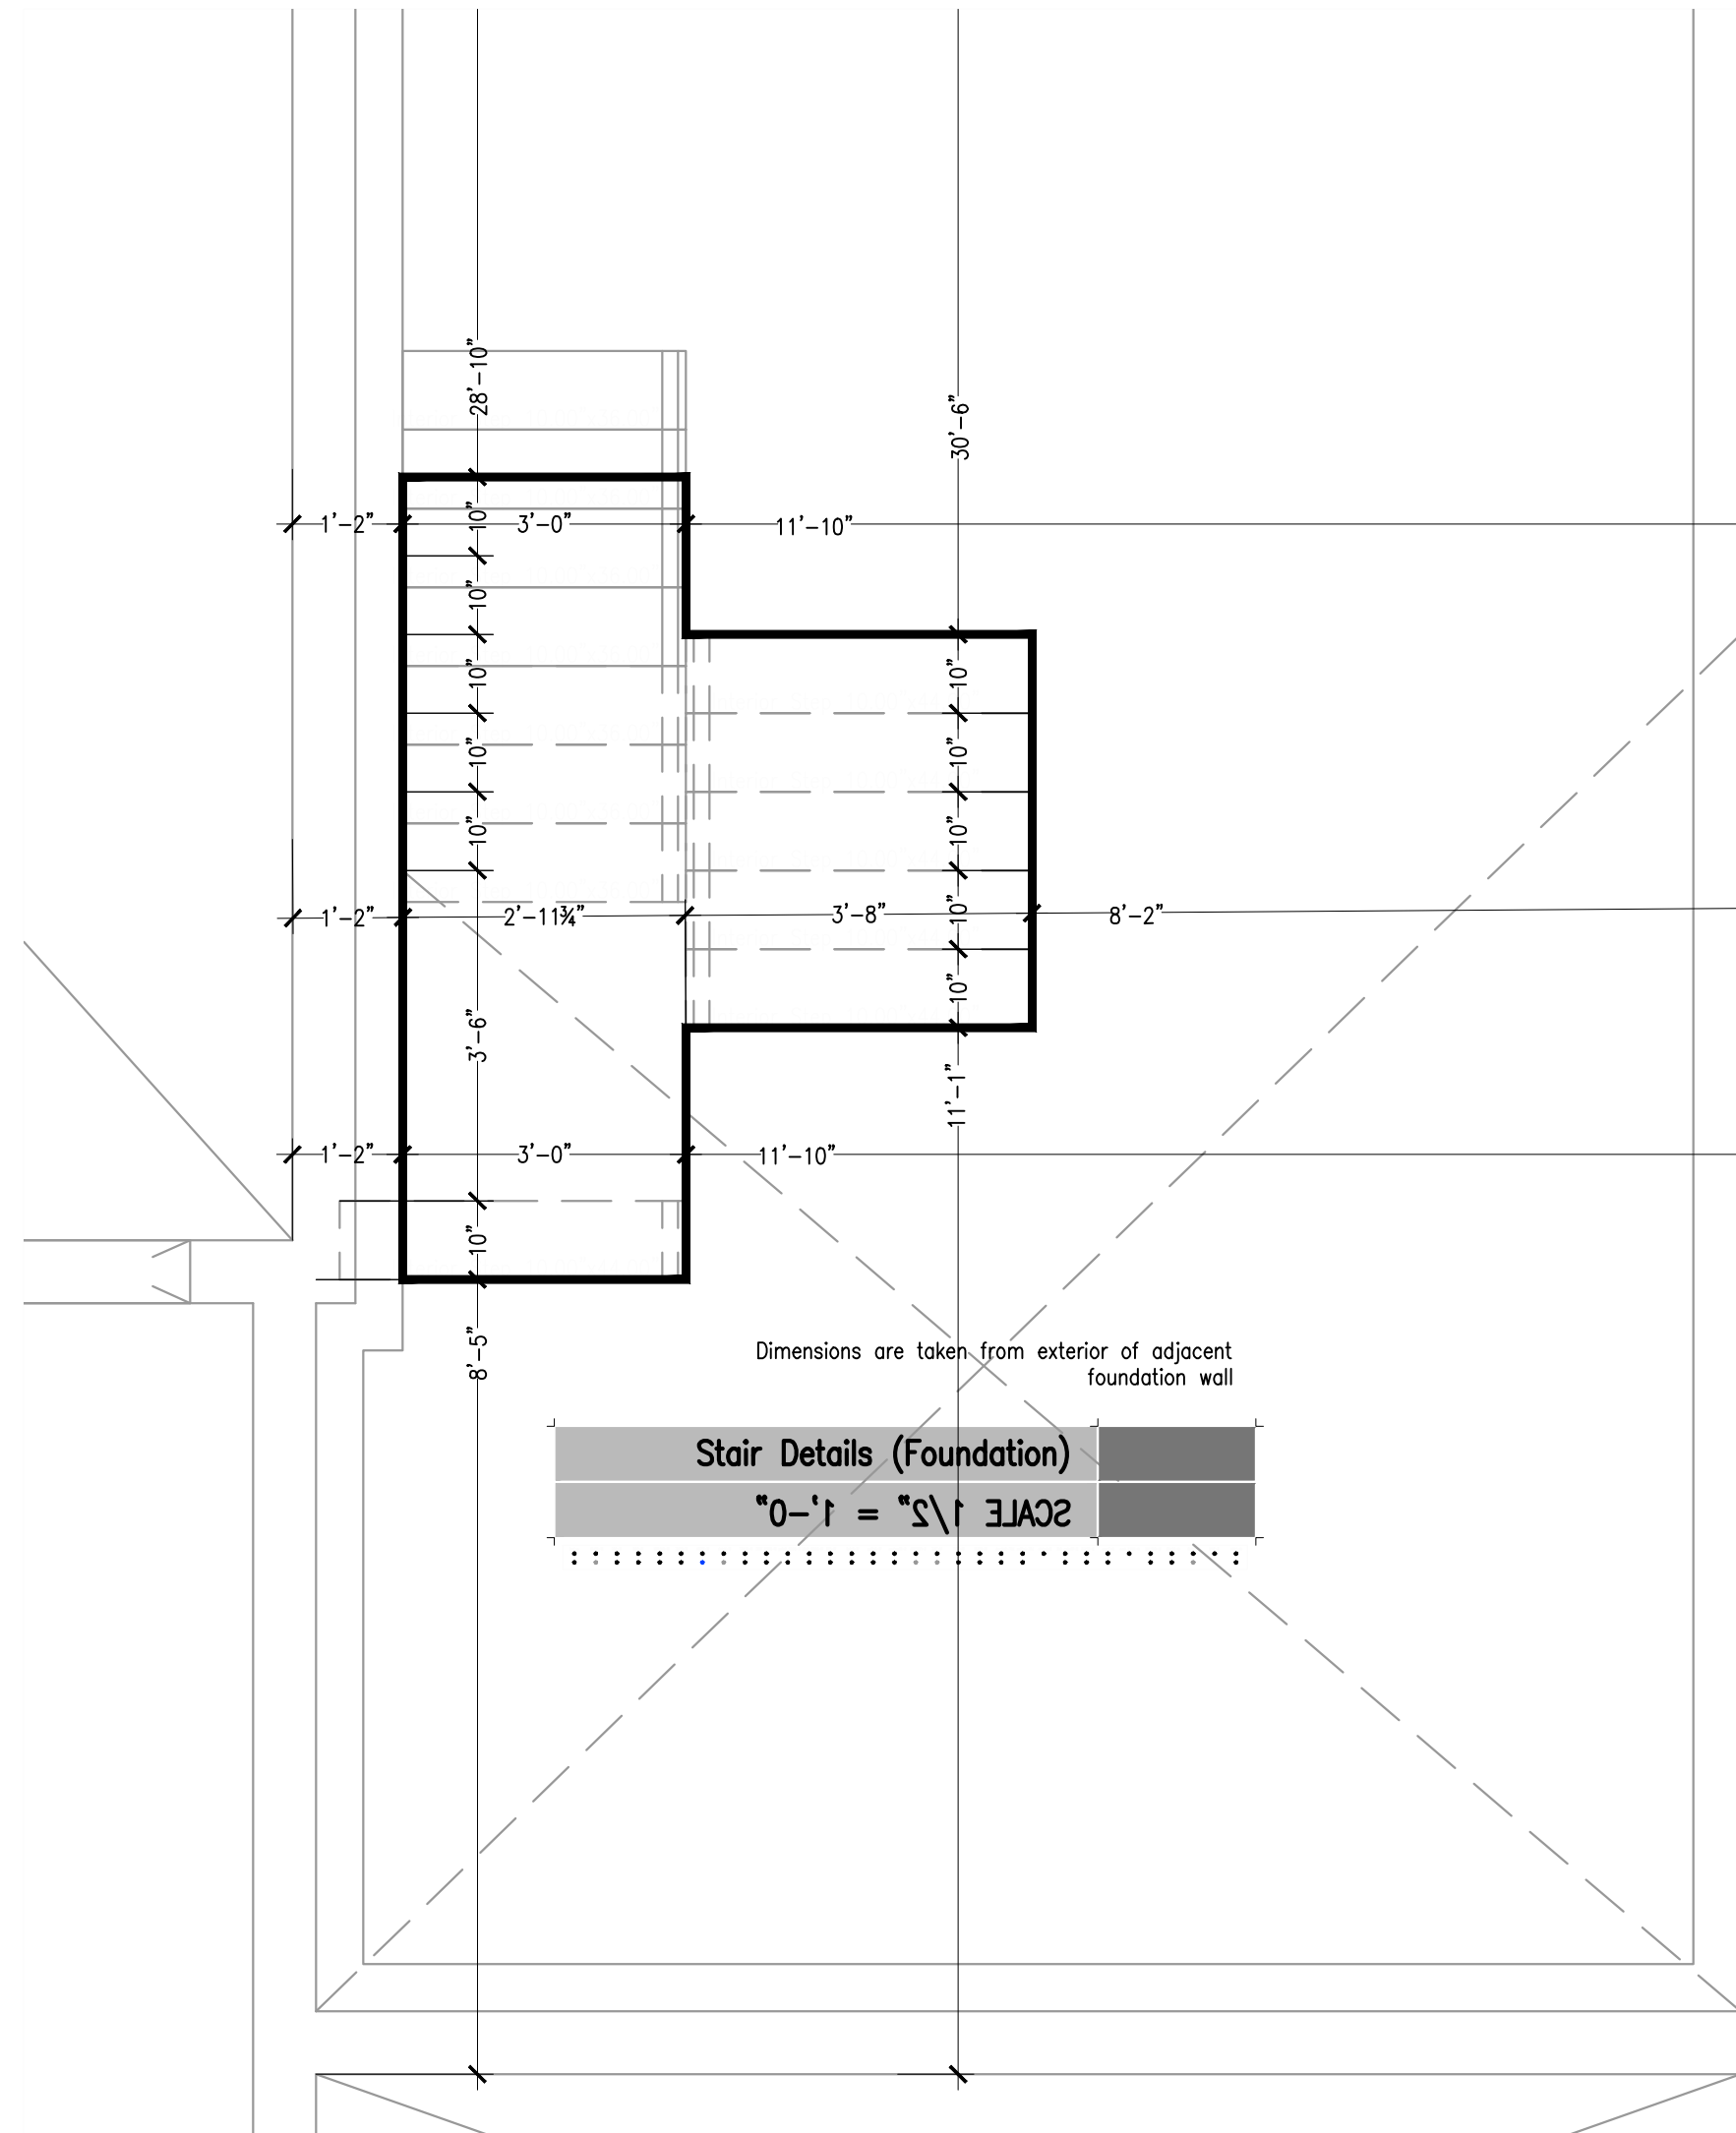 28'-10"
30'-6"
1'-2" 3'-0" 11'-10"
10"
10"
10" 10"
10" 10"
10" 10"
1'-2" 2'-11¾" 3'-8" 10" 8'-2"
10"
3'-6"
11'-1"
1'-2" 3'-0" 11'-10"
10"
8'-5"
Dimensions are taken from exterior of adjacent
foundation wall
Stair Details (Foundation)
SCALE 1/2" = 1'-0"